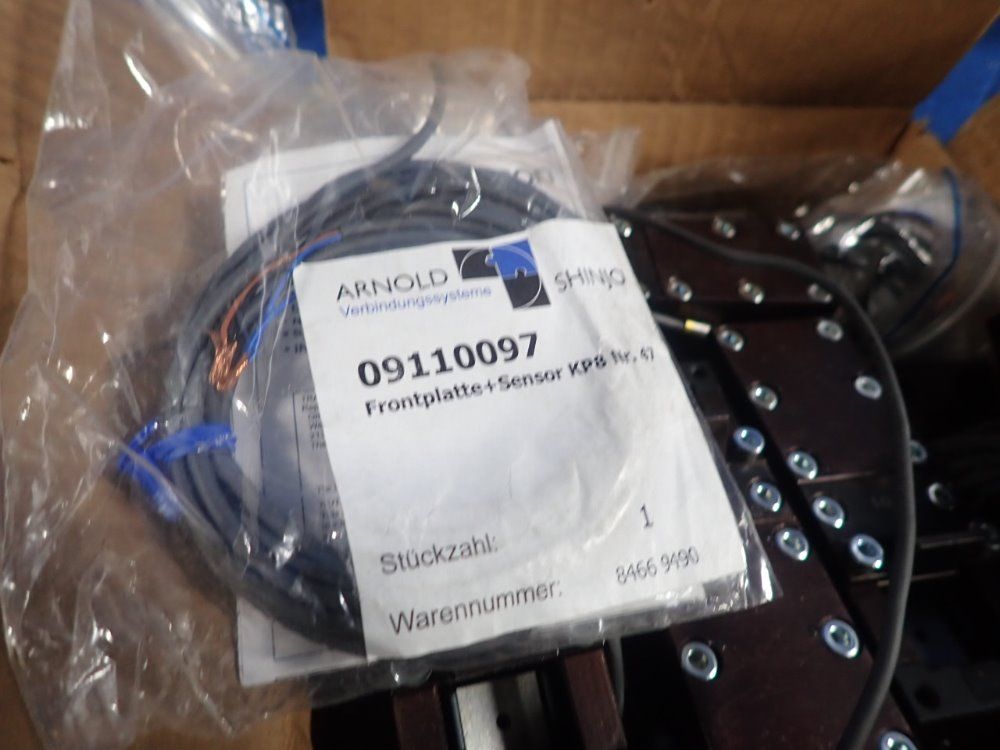 ARNOLD SHINJO
Verbindungssysteme
09110097
Frontplatte+Sensor KP8 Nr. 47
Stückzahl: 1
Warennummer: 8466 9490